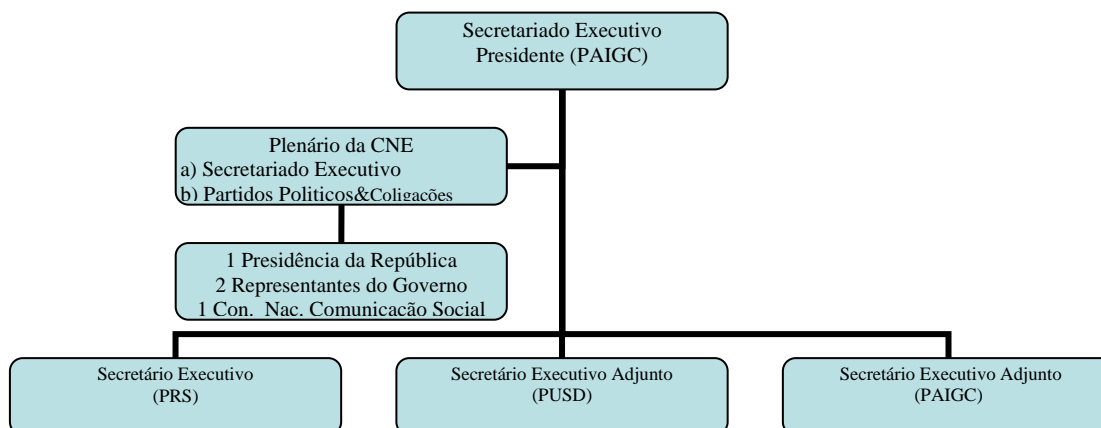 Secretariado Executivo
Presidente (PAIGC)
Plenário da CNE
a) Secretariado Executivo
b) Partidos Politicos&Coligações
1 Presidência da República
2 Representantes do Governo
1 Con. Nac. Comunicacão Social
Secretário Executivo
(PRS)
Secretário Executivo Adjunto
(PUSD)
Secretário Executivo Adjunto
(PAIGC)